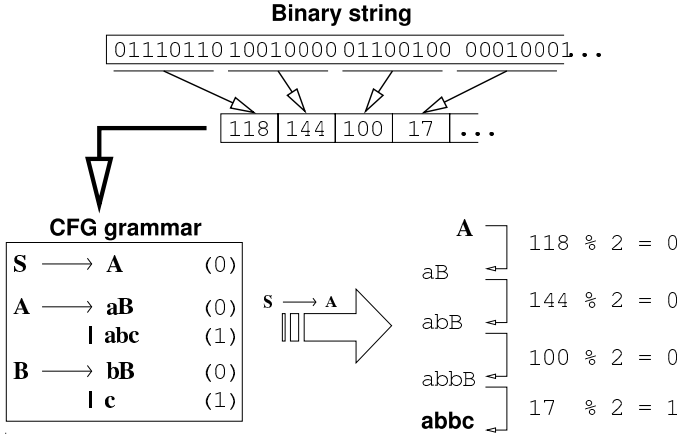 Binary string
01110110 10010000 01100100 00010001...
118 144 100 17 ...
CFG grammar
S A (0)
A aB (0)
| abc (1)
B bB (0)
| c (1)
S A
A
118 % 2 = 0
aB
144 % 2 = 0
abB
100 % 2 = 0
abbB
17 % 2 = 1
abbc